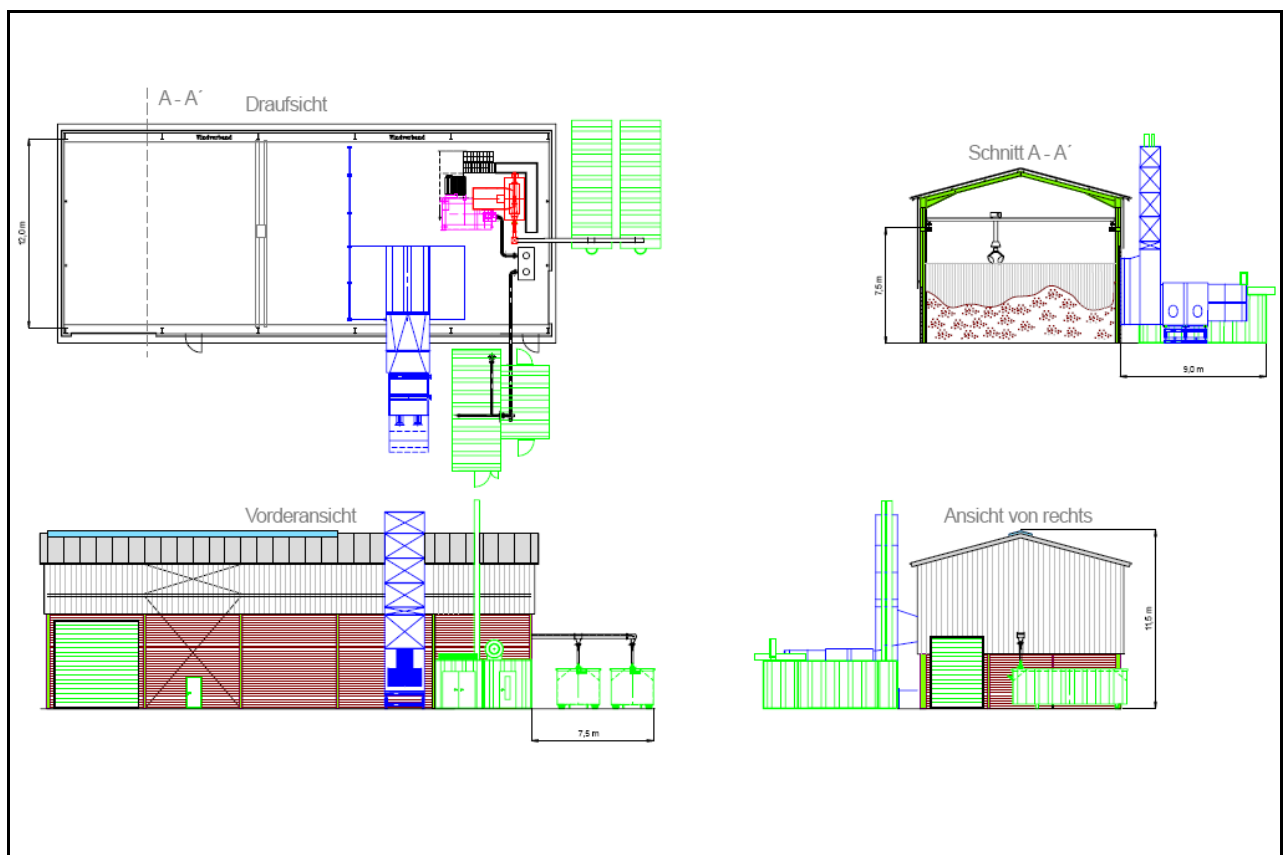 A - A´
Draufsicht
Windverband
Windverband
12,0 m
Schnitt A - A´
7,5 m
9,0 m
Vorderansicht
7,5 m
Ansicht von rechts
11,5 m